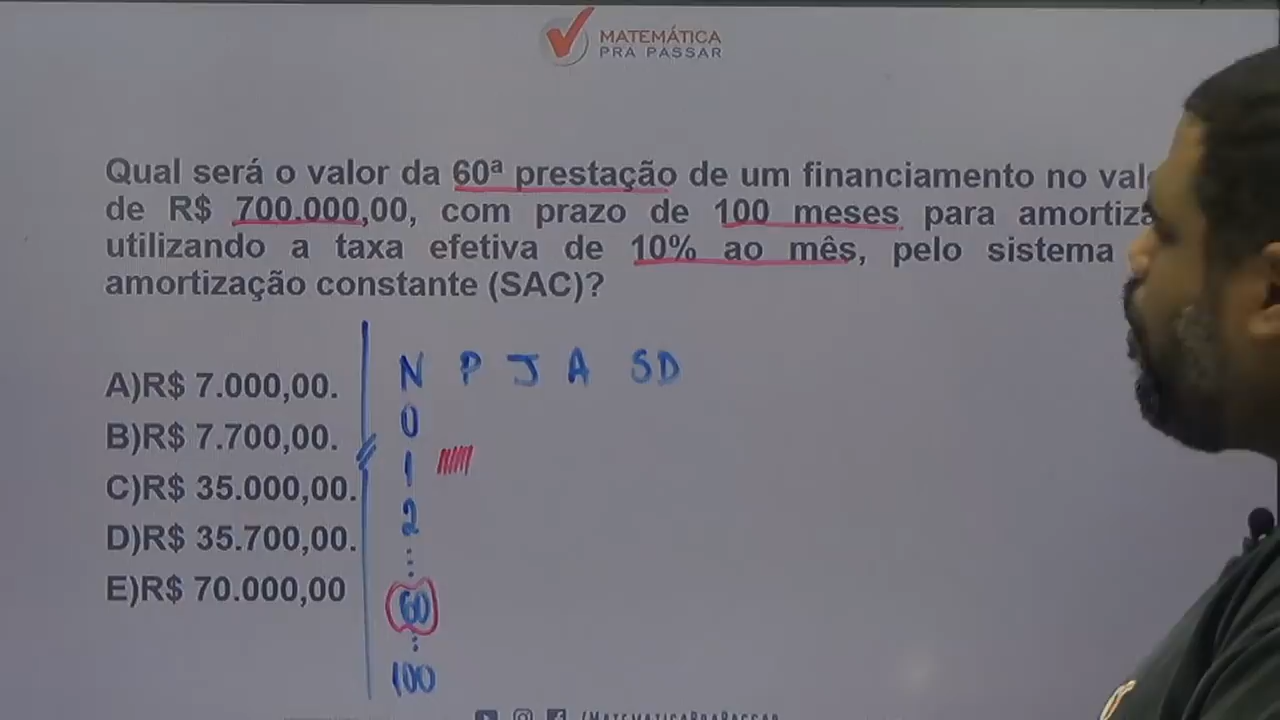 MATEMÁTICA
PRA PASSAR
Qual será o valor da 60ª prestação de um financiamento no
de R$ 700.000,00, com prazo de 100 meses para
utilizando a taxa efetiva de 10% ao mês, pelo sistema
amortização constante (SAC)?
A)R$ 7.000,00.
B)R$ 7.700,00.
C)R$ 35.000,00.
D)R$ 35.700,00.
E)R$ 70.000,00
N P J A SD
0
1
2
...
60
...
100
/MATEMATICAPRAPASSAR